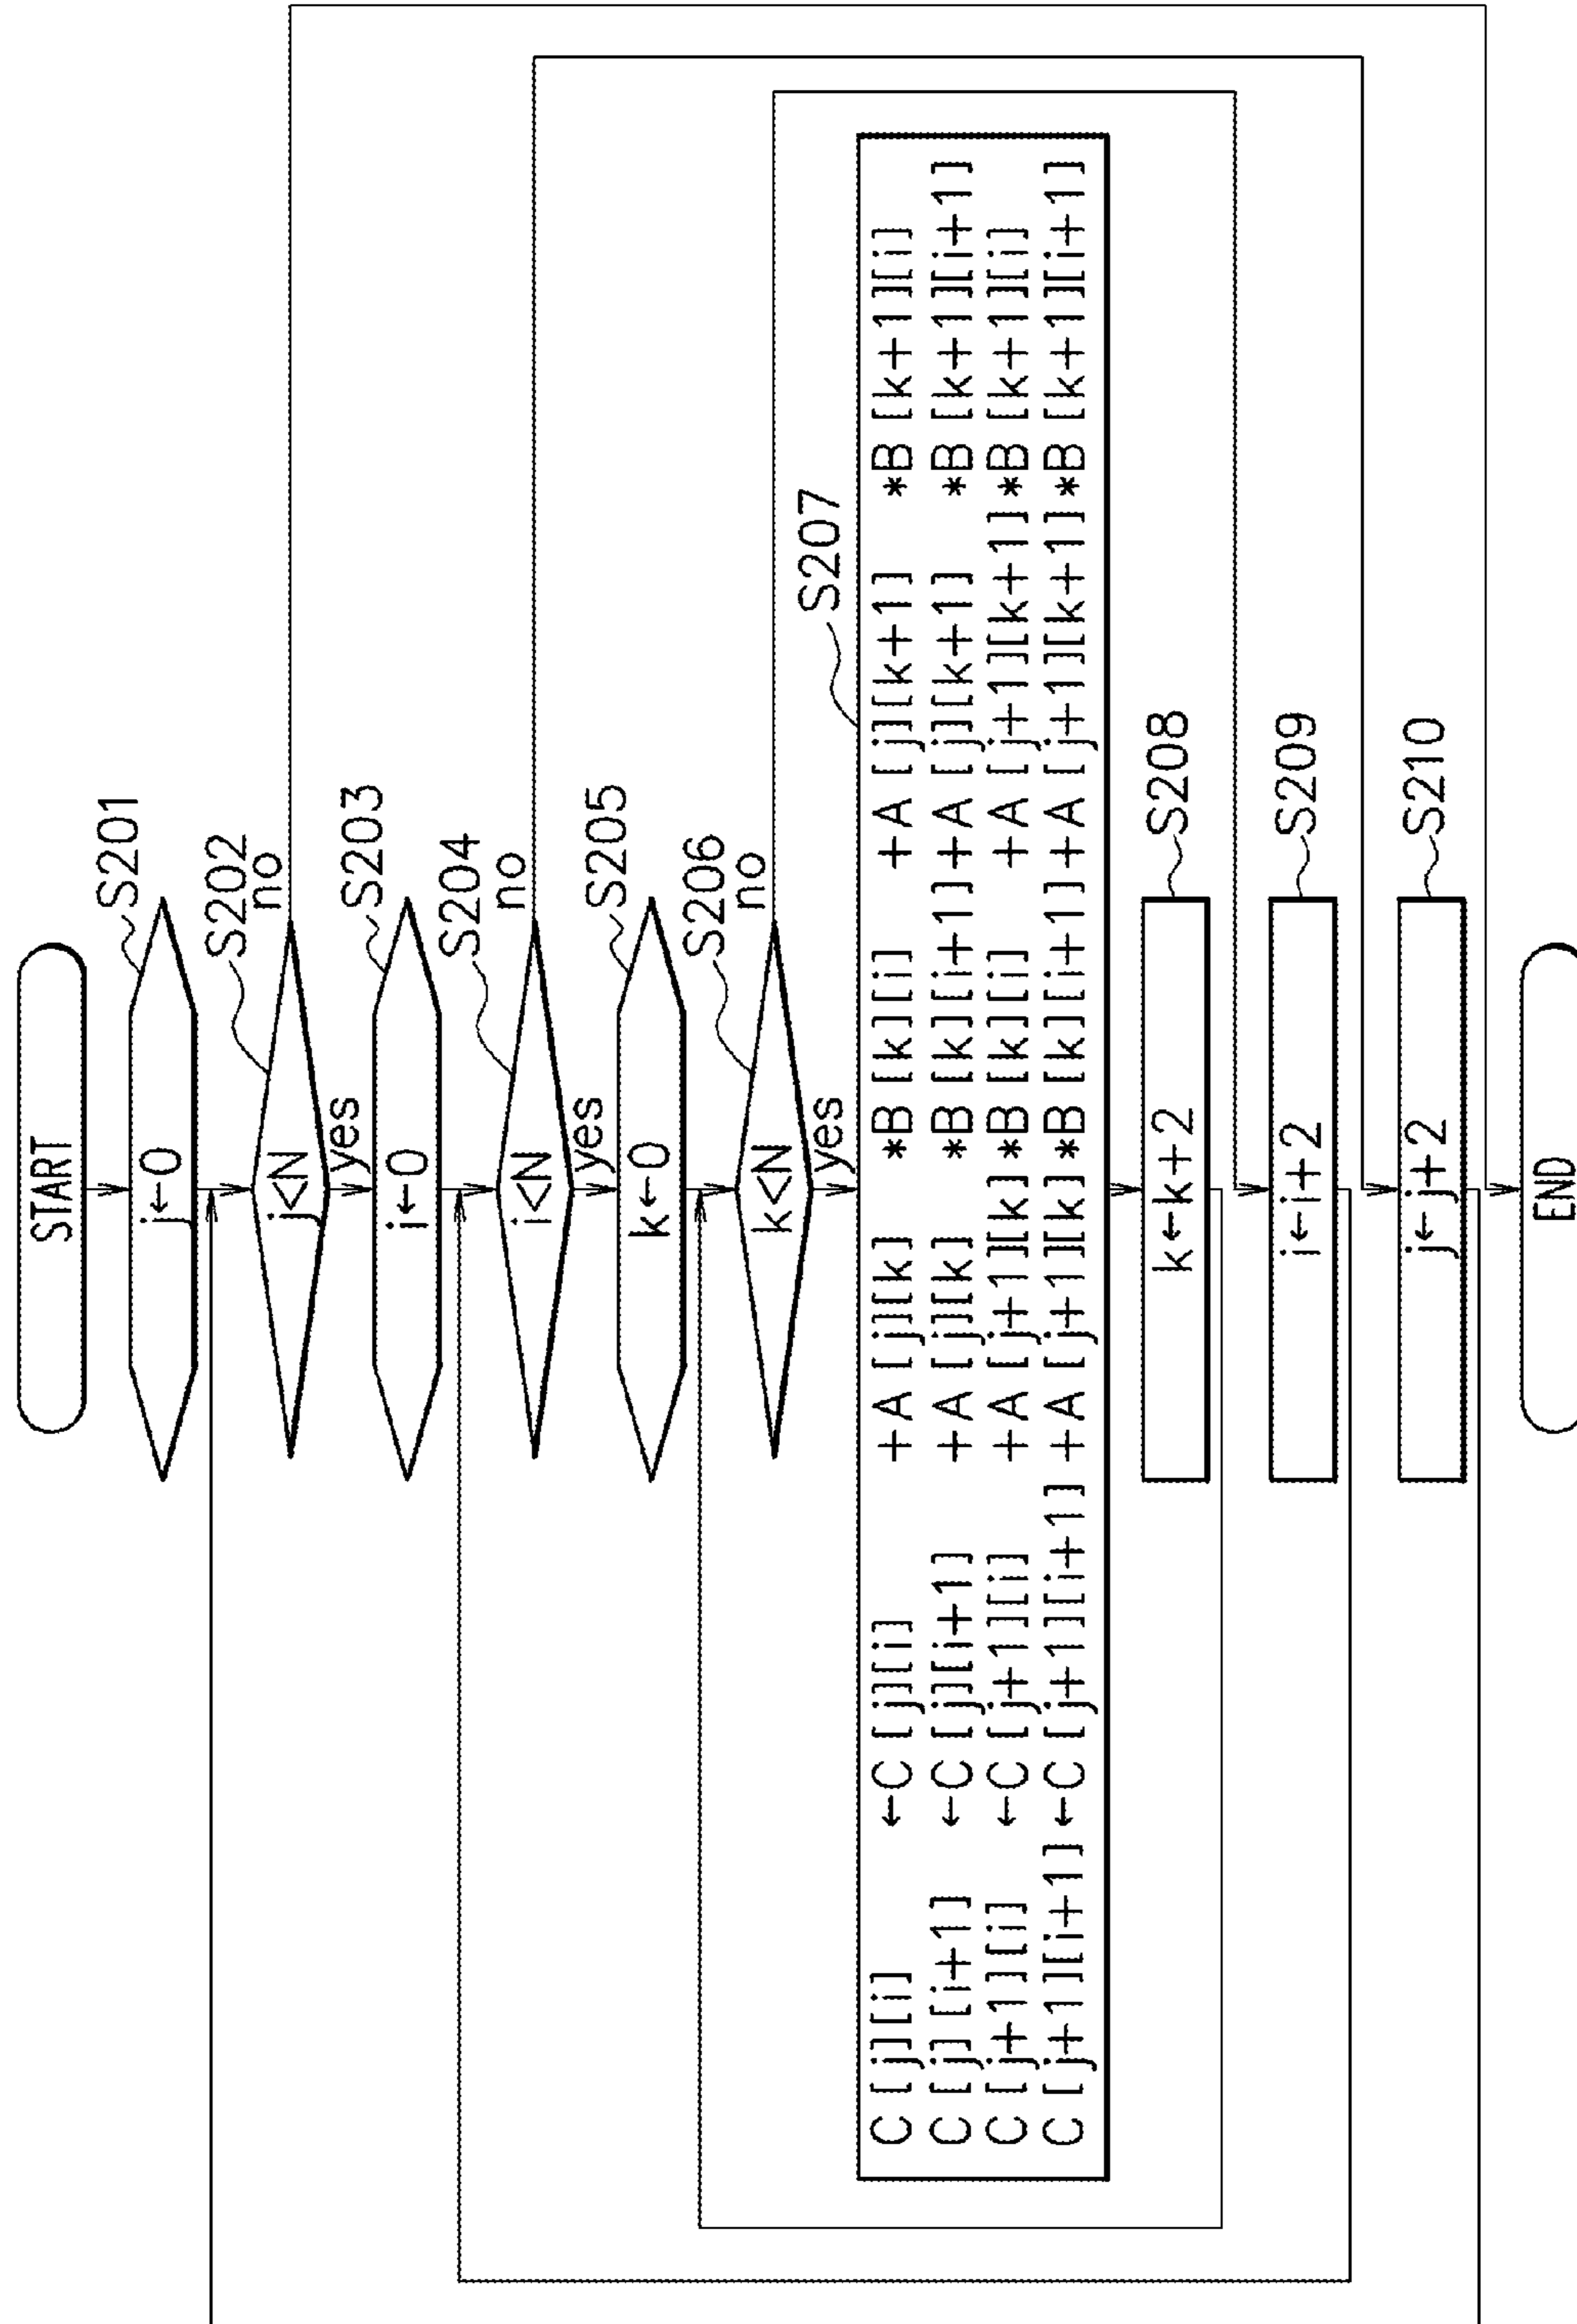 START
S201
j←0
S202
j<N
no
yes
S203
i←0
S204
i<N
no
yes
S205
k←0
S206
k<N
no
yes
S207
C [j][i] ←C [j][i] +A [j][k] *B [k][i] +A [j][k+1] *B [k+1][i]
C [j][i+1] ←C [j][i+1] +A [j][k] *B [k][i+1]+A [j][k+1] *B [k+1][i+1]
C [j+1][i] ←C [j+1][i] +A [j+1][k]*B [k][i] +A [j+1][k+1]*B [k+1][i]
C [j+1][i+1]←C [j+1][i+1]+A [j+1][k]*B [k][i+1]+A [j+1][k+1]*B [k+1][i+1]
k←k+2
S208
i←i+2
S209
j←j+2
S210
END